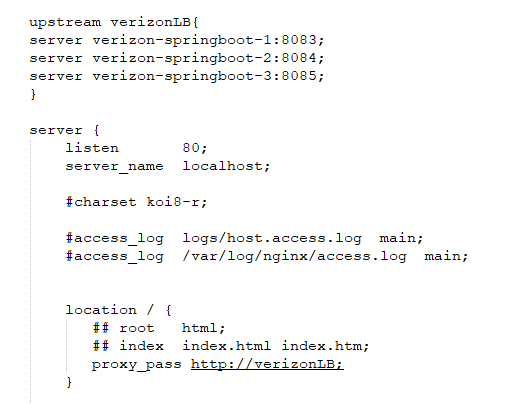 upstream verizonLB{
server verizon-springboot-1:8083;
server verizon-springboot-2:8084;
server verizon-springboot-3:8085;
}
server {
listen       80;
server_name  localhost;
#charset koi8-r;
#access_log  logs/host.access.log  main;
#access_log  /var/log/nginx/access.log  main;
location / {
## root   html;
## index  index.html index.htm;
proxy_pass http://verizonLB;
}